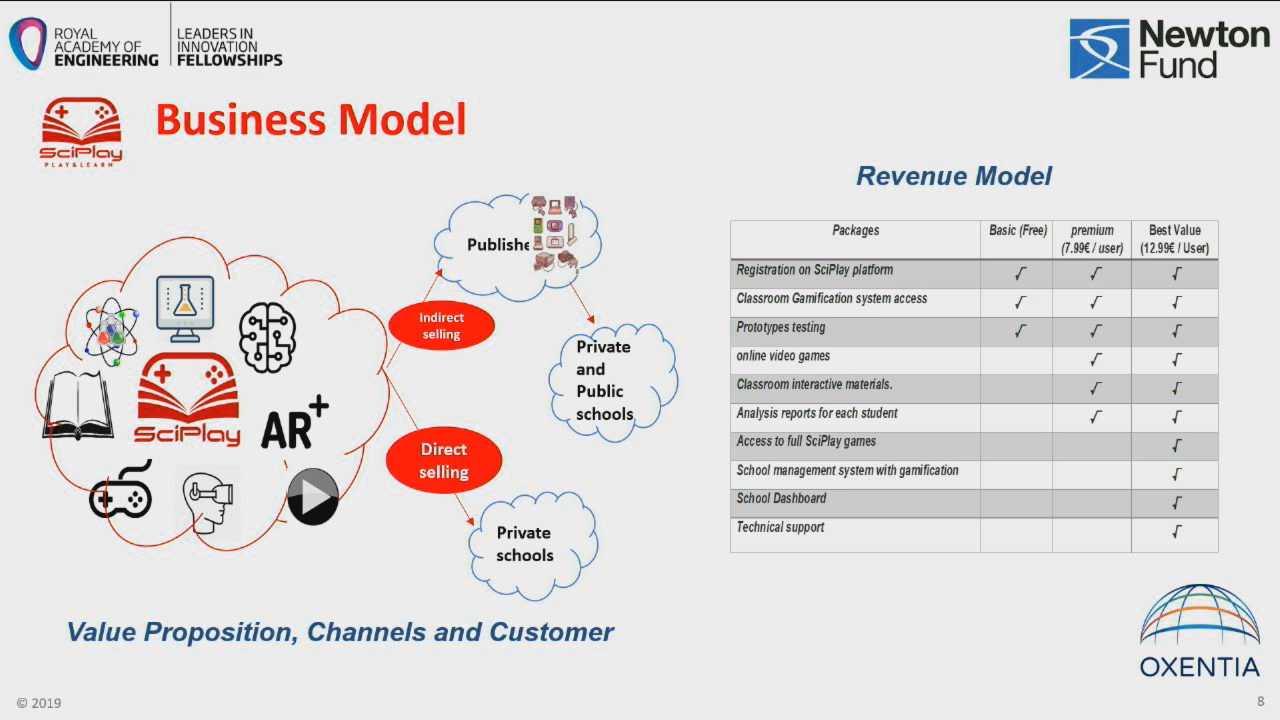 ROYAL
ACADEMY OF
ENGINEERING
LEADERS IN
INNOVATION
FELLOWSHIPS
Newton
Fund
SciPlay
PLAY&LEARN
Business Model
Revenue Model
Publishe
Indirect
selling
Private
and
Public
schools
SciPlay
AR+
Direct
selling
Private
schools
Packages Basic (Free) premium (7.99€ / user) Best Value (12.99€ / User)
Registration on SciPlay platform √ √ √
Classroom Gamification system access √ √ √
Prototypes testing √ √ √
online video games √ √
Classroom interactive materials. √ √
Analysis reports for each student √ √
Access to full SciPlay games √
School management system with gamification √
School Dashboard √
Technical support √
Value Proposition, Channels and Customer
OXENTIA
© 2019
8